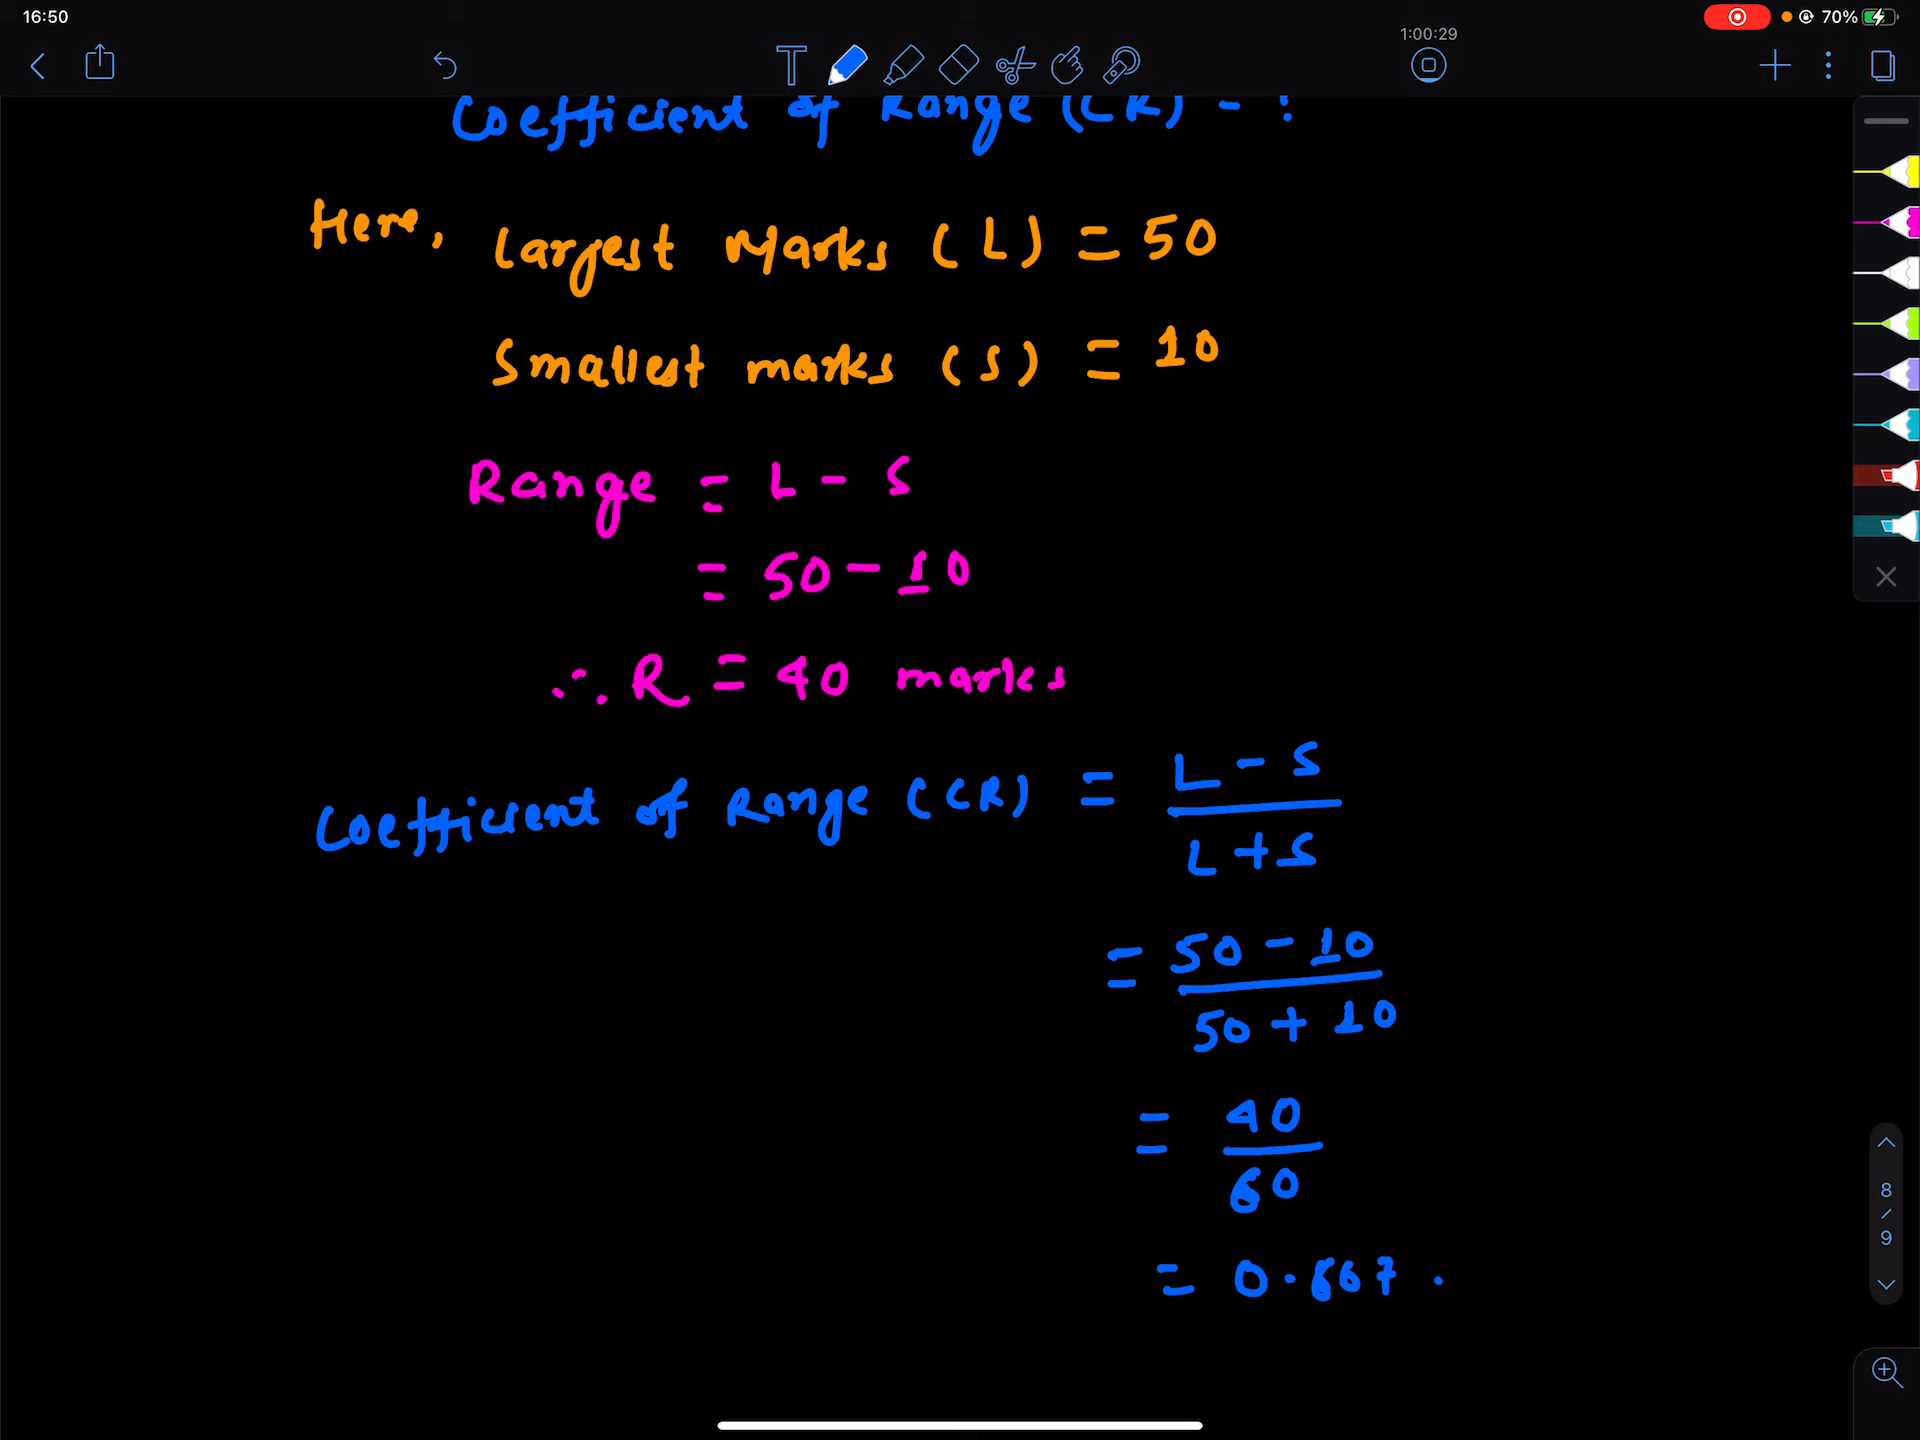 16:50
70%
1:00:29
Coefficient of Range (CR) - ?
Here, Largest Marks (L) = 50
Smallest marks (S) = 10
Range = L - S
= 50 - 10
∴ R = 40 marks
Coefficient of Range (CR) = L - S
L + S
= 50 - 10
50 + 10
= 40
60
= 0.667 .
8
/
9